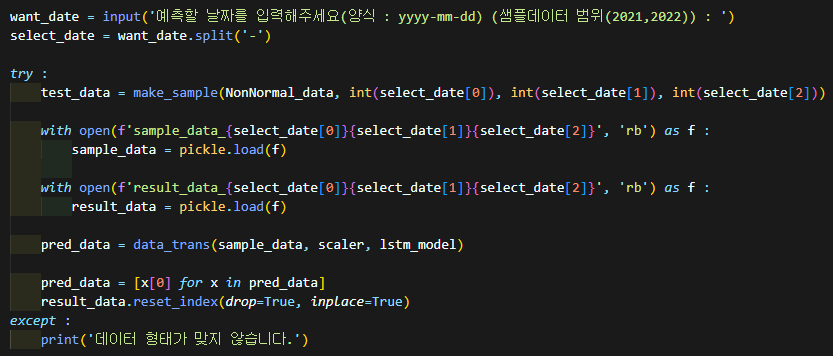 want_date = input('예측할 날짜를 입력해주세요(양식 : yyyy-mm-dd) (샘플데이터 범위(2021,2022)) : ')
select_date = want_date.split('-')
try :
test_data = make_sample(NonNormal_data, int(select_date[0]), int(select_date[1]), int(select_date[2]))
with open(f'sample_data_{select_date[0]}{select_date[1]}{select_date[2]}', 'rb') as f :
sample_data = pickle.load(f)
with open(f'result_data_{select_date[0]}{select_date[1]}{select_date[2]}', 'rb') as f :
result_data = pickle.load(f)
pred_data = data_trans(sample_data, scaler, lstm_model)
pred_data = [x[0] for x in pred_data]
result_data.reset_index(drop=True, inplace=True)
except :
print('데이터 형태가 맞지 않습니다.')